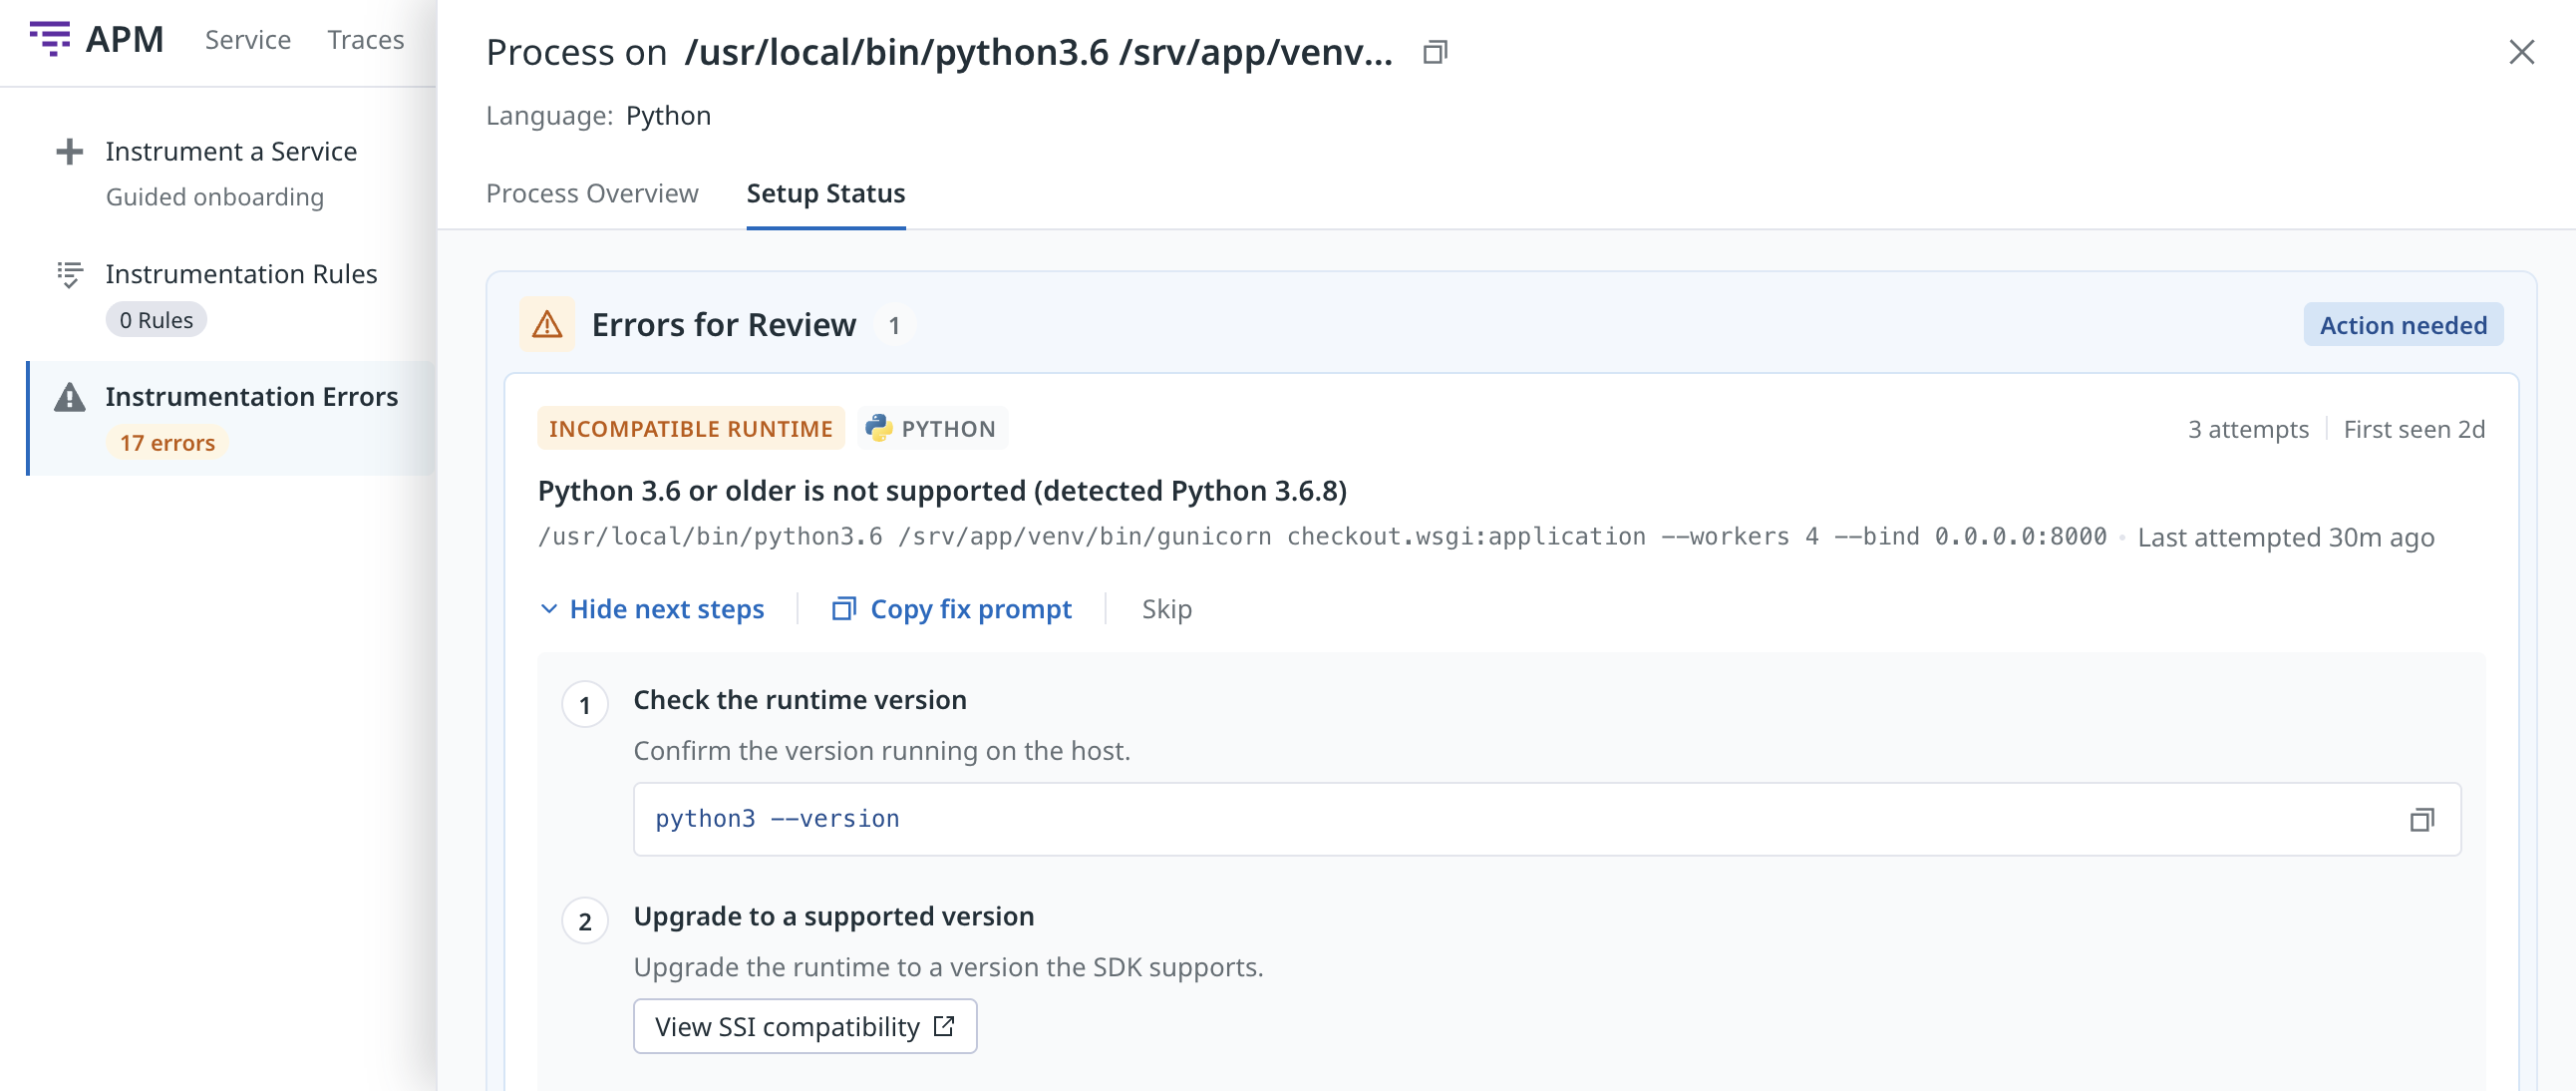 APM Service Traces
Instrument a Service
Guided onboarding
Instrumentation Rules
0 Rules
Instrumentation Errors
17 errors
Process on /usr/local/bin/python3.6 /srv/app/venv...
Language: Python
Process Overview Setup Status
Errors for Review 1 Action needed
INCOMPATIBLE RUNTIME PYTHON 3 attempts First seen 2d
Python 3.6 or older is not supported (detected Python 3.6.8)
/usr/local/bin/python3.6 /srv/app/venv/bin/gunicorn checkout.wsgi:application --workers 4 --bind 0.0.0.0:8000 • Last attempted 30m ago
Hide next steps Copy fix prompt Skip
1 Check the runtime version
Confirm the version running on the host.
python3 --version
2 Upgrade to a supported version
Upgrade the runtime to a version the SDK supports.
View SSI compatibility